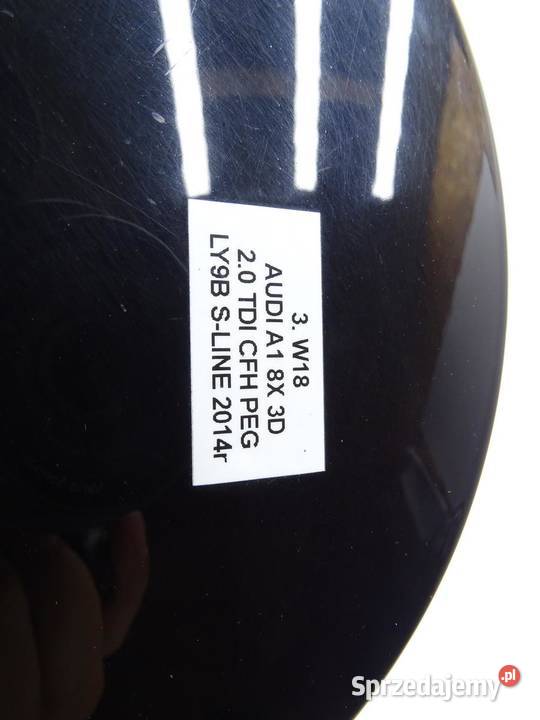 3. W18
AUDI A1 8X 3D
2.0 TDI CFH PEG
LY9B S-LINE 2014r
Sprzedajemy.pl